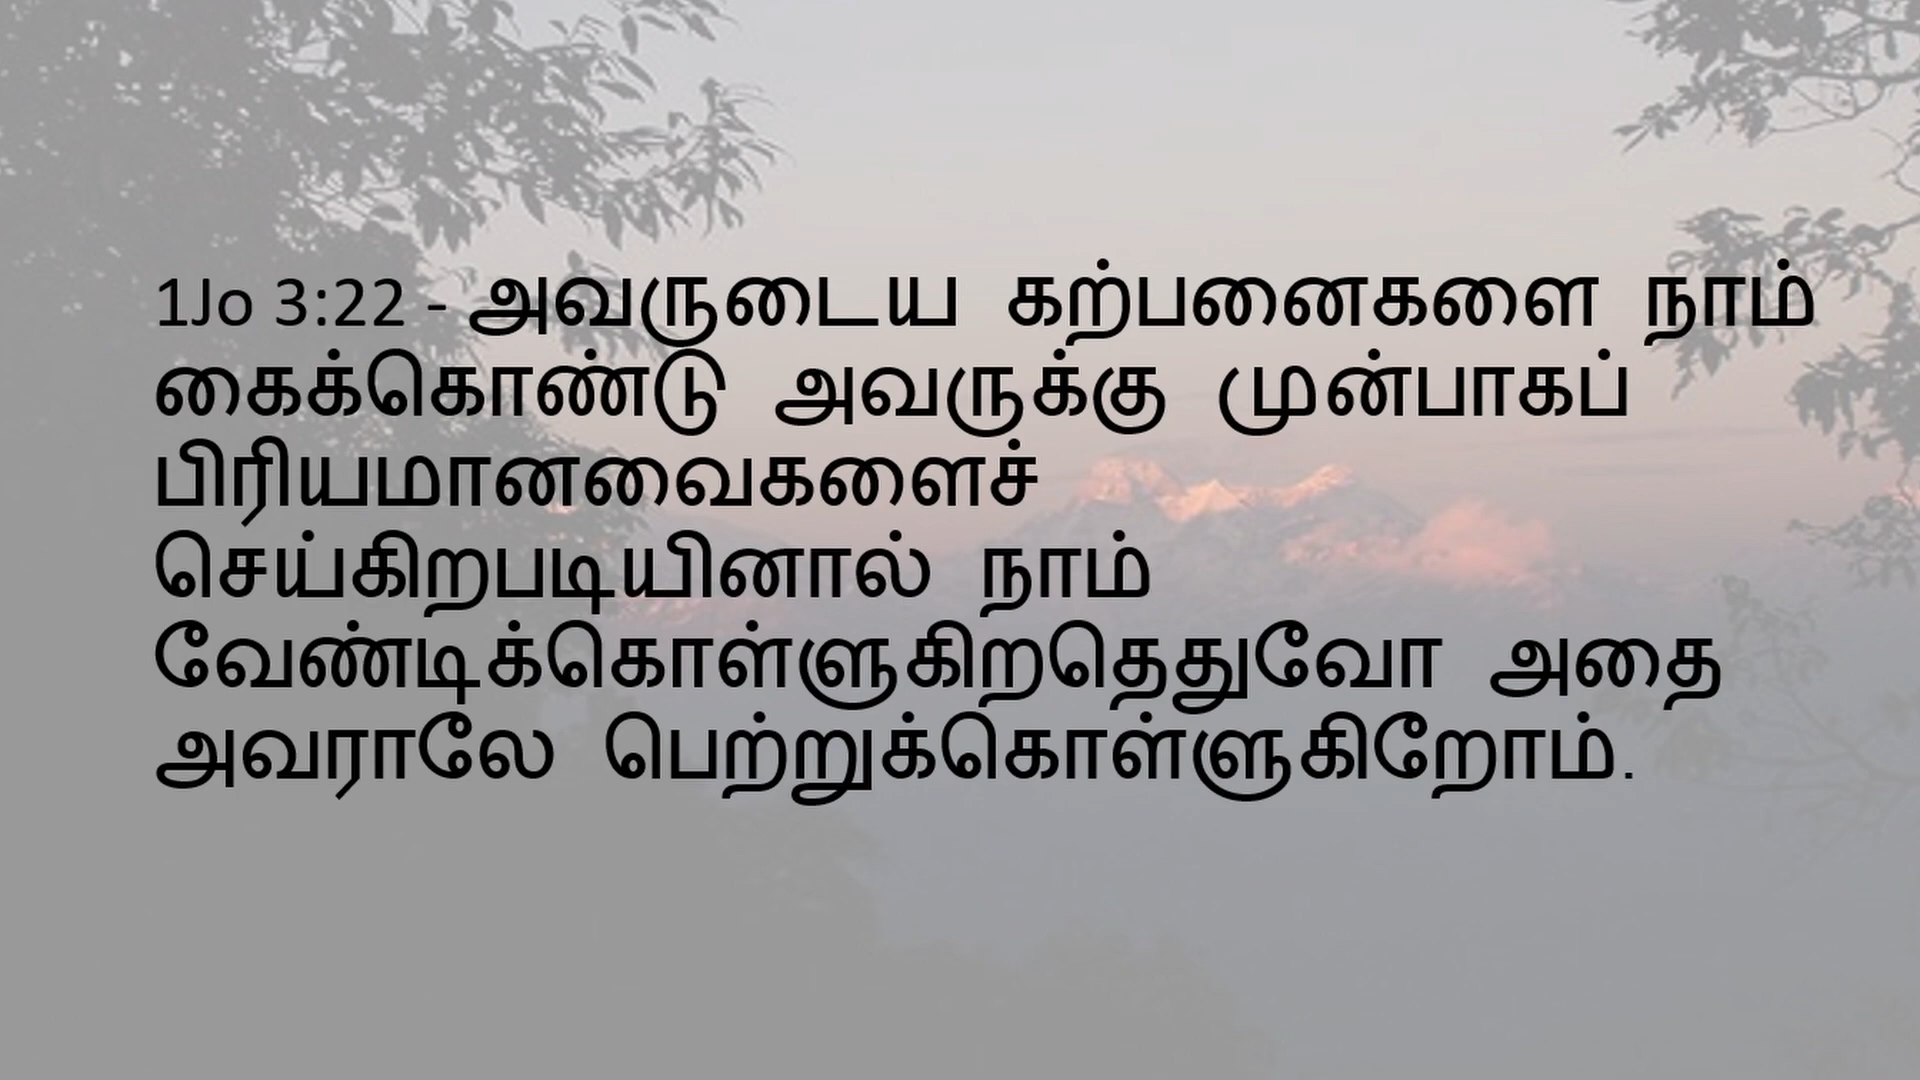 1Jo 3:22 - அவருடைய கற்பனைகளை நாம்
கைக்கொண்டு அவருக்கு முன்பாகப்
பிரியமானவைகளைச்
செய்கிறபடியினால் நாம்
வேண்டிக்கொள்ளுகிறதெதுவோ அதை
அவராலே பெற்றுக்கொள்ளுகிறோம்.